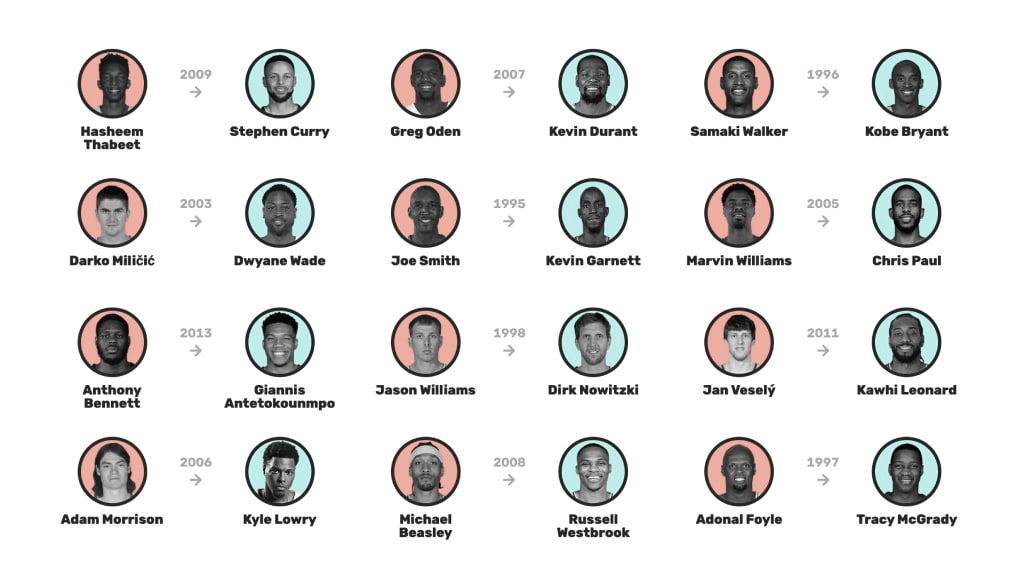 2009 → 2007 → 1996 →
Hasheem Thabeet
Stephen Curry
Greg Oden
Kevin Durant
Samaki Walker
Kobe Bryant
2003 → 1995 → 2005 →
Darko Miličić
Dwyane Wade
Joe Smith
Kevin Garnett
Marvin Williams
Chris Paul
2013 → 1998 → 2011 →
Anthony Bennett
Giannis Antetokounmpo
Jason Williams
Dirk Nowitzki
Jan Veselý
Kawhi Leonard
2006 → 2008 → 1997 →
Adam Morrison
Kyle Lowry
Michael Beasley
Russell Westbrook
Adonal Foyle
Tracy McGrady